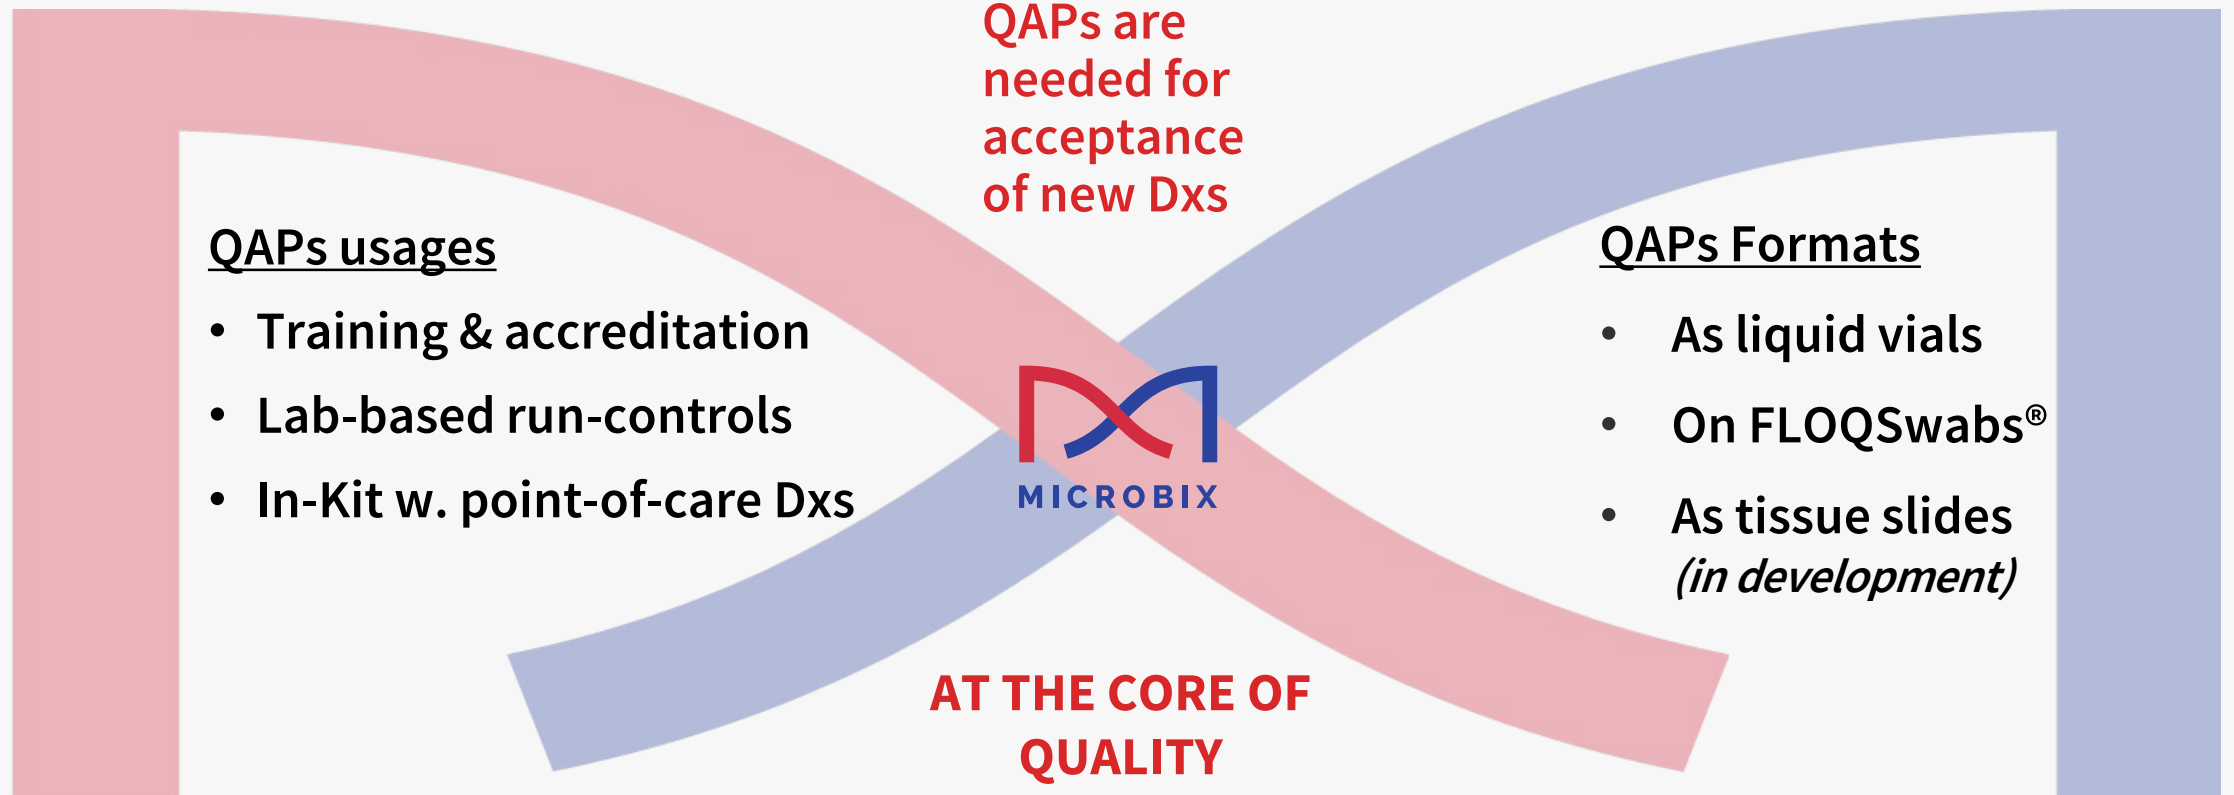 QAPs are
needed for
acceptance
of new Dxs
QAPs usages
• Training & accreditation
• Lab-based run-controls
• In-Kit w. point-of-care Dxs
MICROBIX
QAPs Formats
• As liquid vials
• On FLOQSwabs®
• As tissue slides
(in development)
AT THE CORE OF
QUALITY